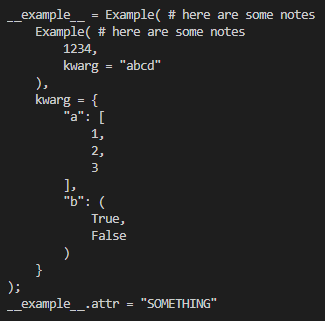 __example__ = Example( # here are some notes
    Example( # here are some notes
        1234,
        kwarg = "abcd"
    ),
    kwarg = {
        "a": [
            1,
            2,
            3
        ],
        "b": (
            True,
            False
        )
    }
);
__example__.attr = "SOMETHING"